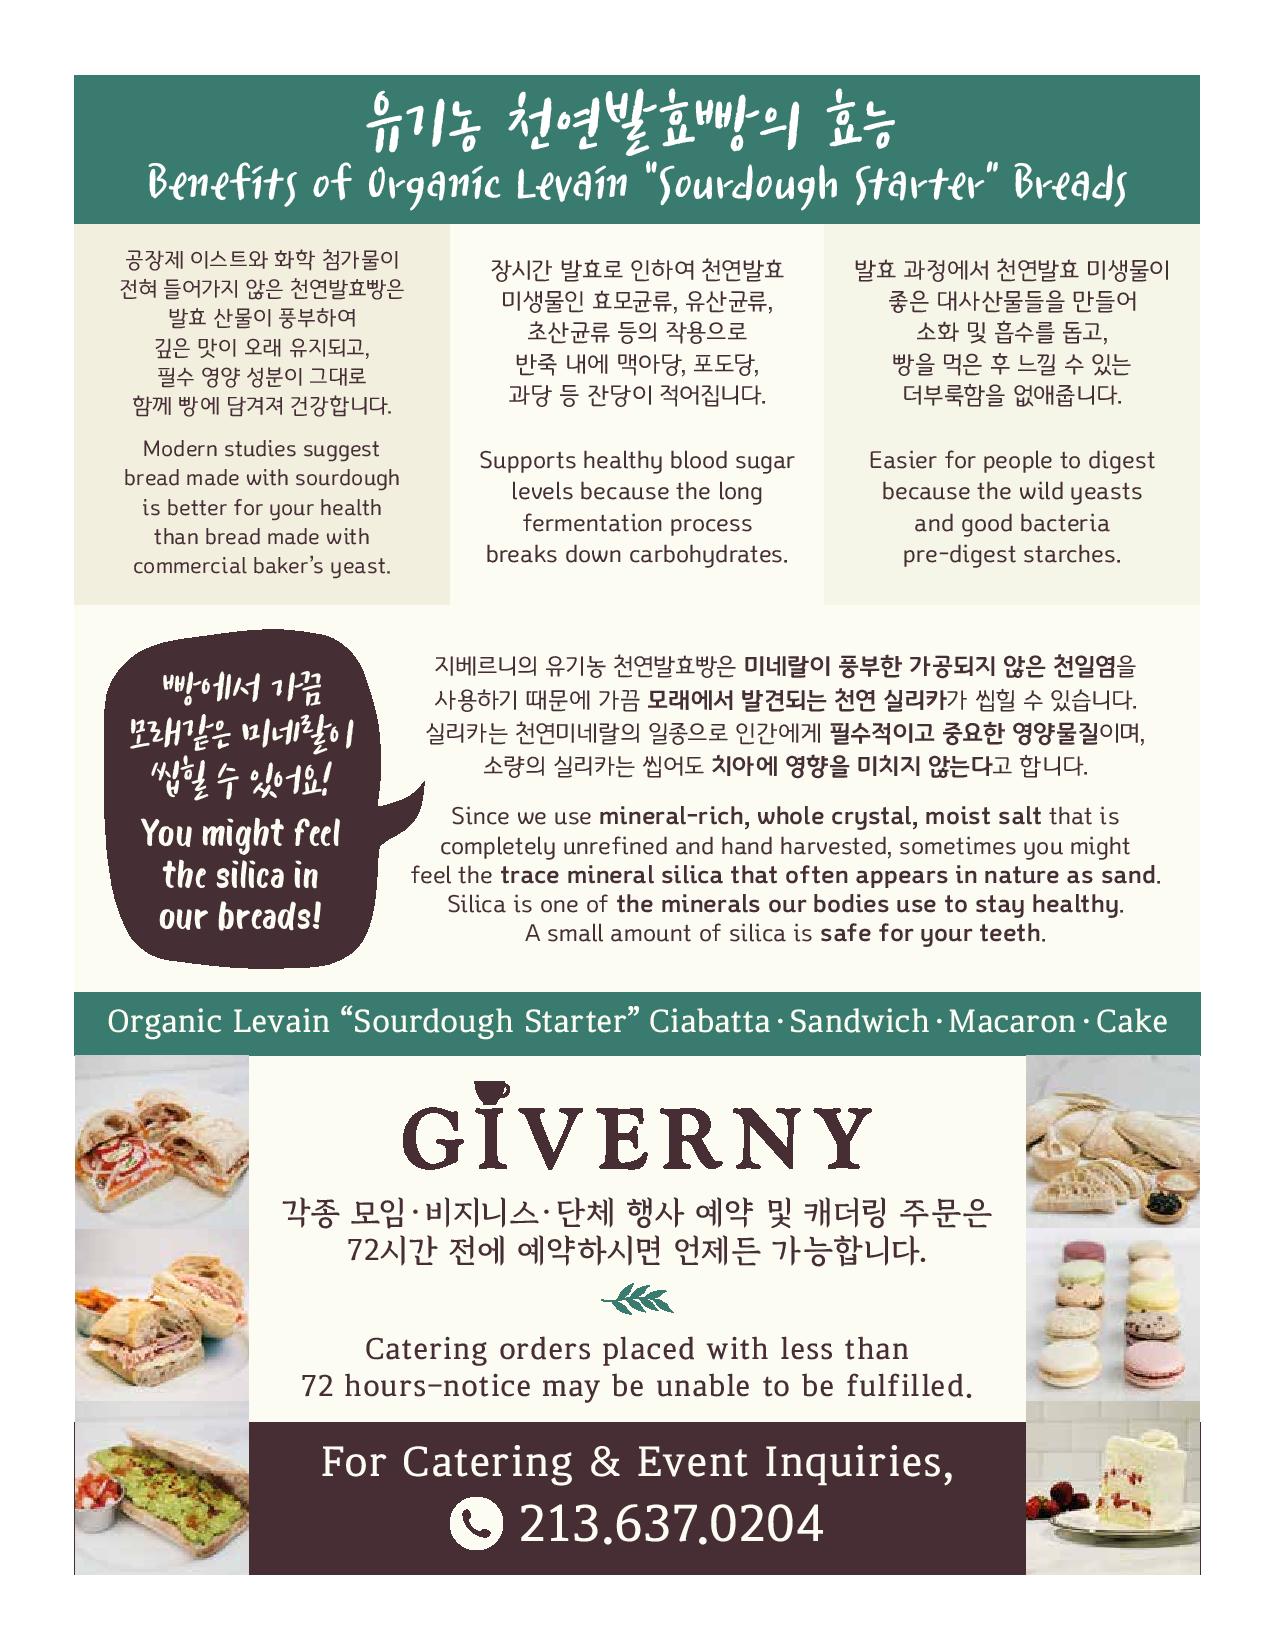 유기농 천연발효빵의 효능
Benefits of Organic Levain "Sourdough Starter" Breads
공장제 이스트와 화학 첨가물이
전혀 들어가지 않은 천연발효빵은
발효 산물이 풍부하여
깊은 맛이 오래 유지되고,
필수 영양 성분이 그대로
함께 빵에 담겨져 건강합니다.
Modern studies suggest
bread made with sourdough
is better for your health
than bread made with
commercial baker's yeast.
장시간 발효로 인하여 천연발효
미생물인 효모균류, 유산균류,
초산균류 등의 작용으로
반죽 내에 맥아당, 포도당,
과당 등 잔당이 적어집니다.
Supports healthy blood sugar
levels because the long
fermentation process
breaks down carbohydrates.
발효 과정에서 천연발효 미생물이
좋은 대사산물들을 만들어
소화 및 흡수를 돕고,
빵을 먹은 후 느낄 수 있는
더부룩함을 없애줍니다.
Easier for people to digest
because the wild yeasts
and good bacteria
pre-digest starches.
빵에서 가끔
모래같은 미네랄이
씹힐 수 있어요!
You might feel
the silica in
our breads!
지베르니의 유기농 천연발효빵은 미네랄이 풍부한 가공되지 않은 천일염을
사용하기 때문에 가끔 모래에서 발견되는 천연 실리카가 씹힐 수 있습니다.
실리카는 천연미네랄의 일종으로 인간에게 필수적이고 중요한 영양물질이며,
소량의 실리카는 씹어도 치아에 영향을 미치지 않는다고 합니다.
Since we use mineral-rich, whole crystal, moist salt that is
completely unrefined and hand harvested, sometimes you might
feel the trace mineral silica that often appears in nature as sand.
Silica is one of the minerals our bodies use to stay healthy.
A small amount of silica is safe for your teeth.
Organic Levain “Sourdough Starter” Ciabatta·Sandwich·Macaron·Cake
GIVERNY
각종 모임·비지니스·단체 행사 예약 및 캐더링 주문은
72시간 전에 예약하시면 언제든 가능합니다.
Catering orders placed with less than
72 hours-notice may be unable to be fulfilled.
For Catering & Event Inquiries,
213.637.0204